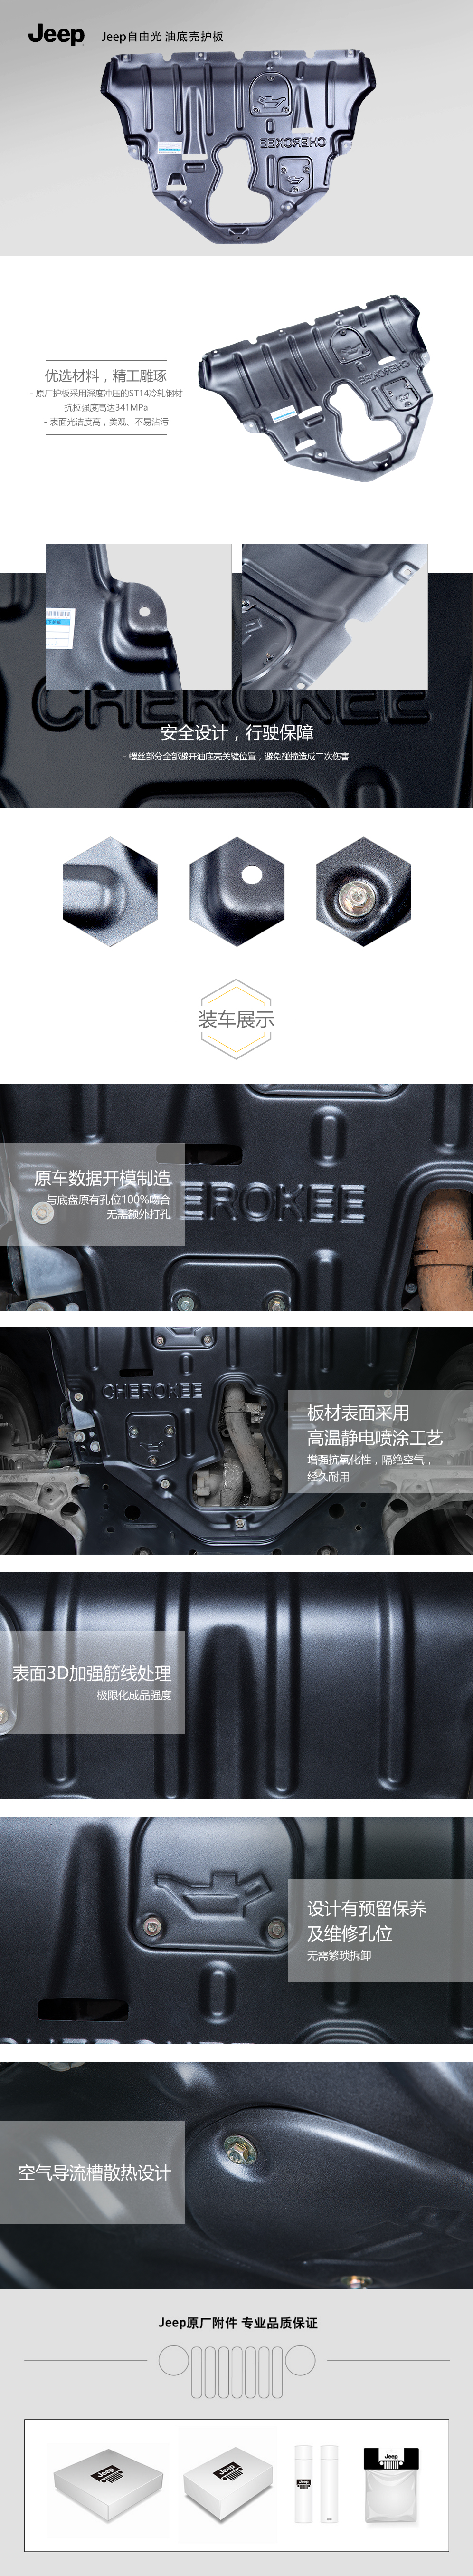 Jeep
Jeep自由光 油底壳护板
CHEROKEE
优选材料，精工雕琢
- 原厂护板采用深度冲压的ST14冷轧钢材
抗拉强度高达341MPa
- 表面光洁度高，美观、不易沾污
CHEROKEE
CHEROKEE
安全设计，行驶保障
- 螺丝部分全部避开油底壳关键位置，避免碰撞造成二次伤害
装车展示
原车数据开模制造
与底盘原有孔位100%吻合
无需额外打孔
EROKEE
CHEROKEE
板材表面采用
高温静电喷涂工艺
增强抗氧化性，隔绝空气，
经久耐用
表面3D加强筋线处理
极限化成品强度
设计有预留保养
及维修孔位
无需繁琐拆卸
空气导流槽散热设计
Jeep原厂附件 专业品质保证
Jeep
Jeep
Jeep
Jeep